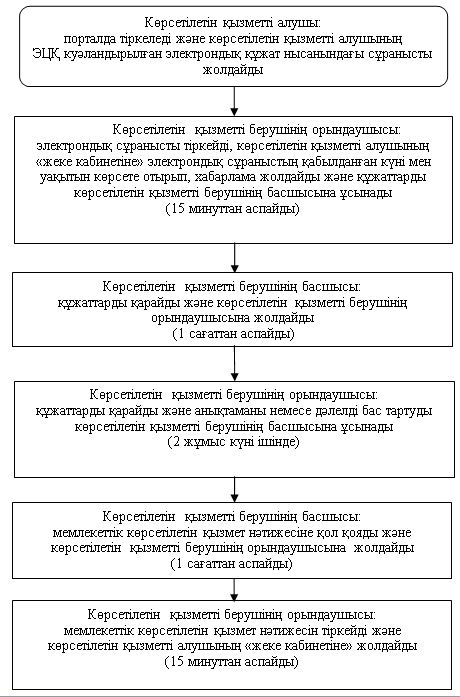 Көрсетілетін қызметті алушы:
порталда тіркеледі және көрсетілетін қызметті алушының
ЭЦҚ куәландырылған электрондық құжат нысанындағы сұранысты
жолдайды
Көрсетілетін қызметті берушінің орындаушысы:
электрондық сұранысты тіркейді, көрсетілетін қызметті алушының
«жеке кабинетіне» электрондық сұраныстың қабылданған күні мен
уақытын көрсете отырып, хабарлама жолдайды және құжаттарды
көрсетілетін қызметті берушінің басшысына ұсынады
(15 минуттан аспайды)
Көрсетілетін қызметті берушінің басшысы:
құжаттарды қарайды және көрсетілетін қызметті берушінің
орындаушысына жолдайды
(1 сағаттан аспайды)
Көрсетілетін қызметті берушінің орындаушысы:
құжаттарды қарайды және анықтаманы немесе дәлелді бас тартуды
көрсетілетін қызметті берушінің басшысына ұсынады
(2 жұмыс күні ішінде)
Көрсетілетін қызметті берушінің басшысы:
мемлекеттік көрсетілетін қызмет нәтижесіне қол қояды және
көрсетілетін қызметті берушінің орындаушысына жолдайды
(1 сағаттан аспайды)
Көрсетілетін қызметті берушінің орындаушысы:
мемлекеттік көрсетілетін қызмет нәтижесін тіркейді және
көрсетілетін қызметті алушының «жеке кабинетіне» жолдайды
(15 минуттан аспайды)